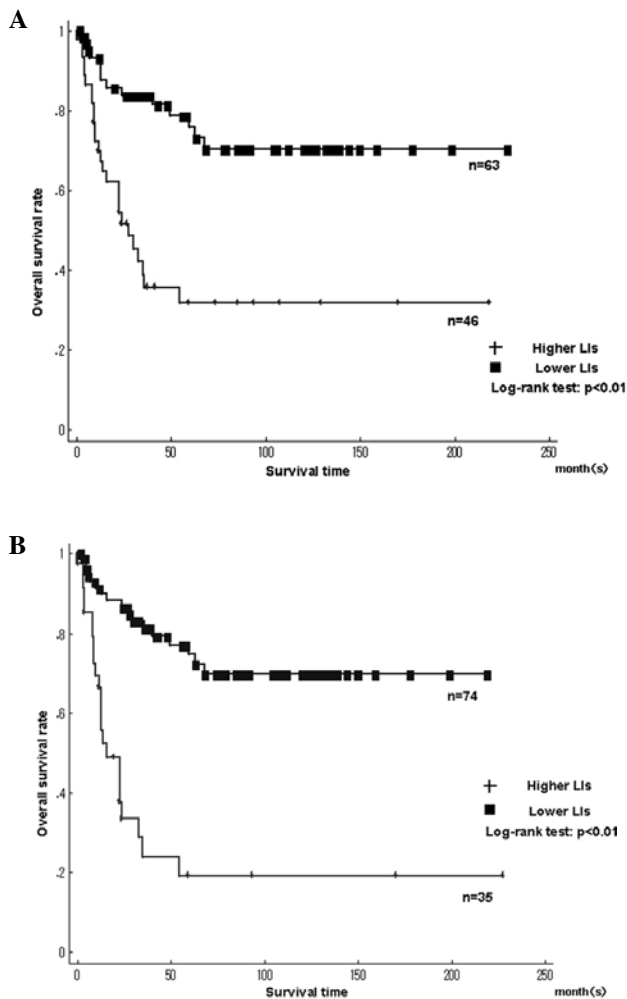 A
1
.8
.6
.4
.2
0
Overall survival rate
n=63
n=46
Higher LIs
Lower LIs
Log-rank test: p<0.01
0 50 100 150 200 250
Survival time month(s)
B
1
.8
.6
.4
.2
0
Overall survival rate
n=74
Higher LIs
Lower LIs
Log-rank test: p<0.01
n=35
0 50 100 150 200 250
Survival time month(s)